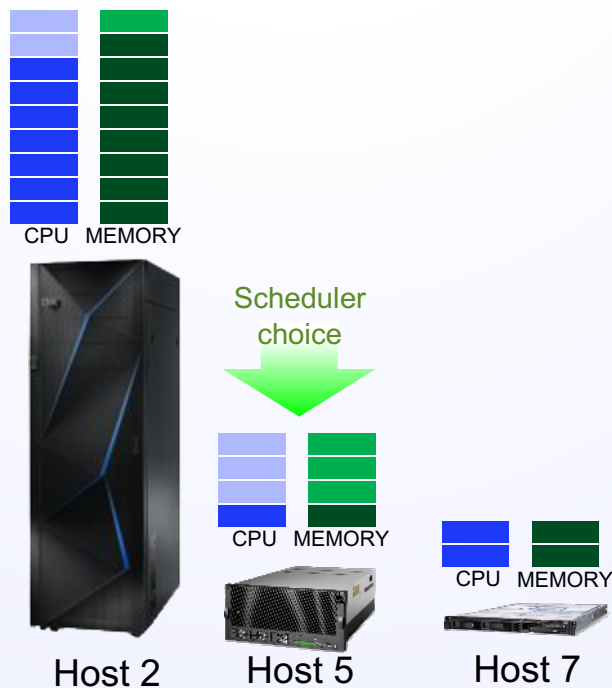 CPU MEMORY
Scheduler
choice
CPU MEMORY
CPU MEMORY
Host 2
Host 5
Host 7